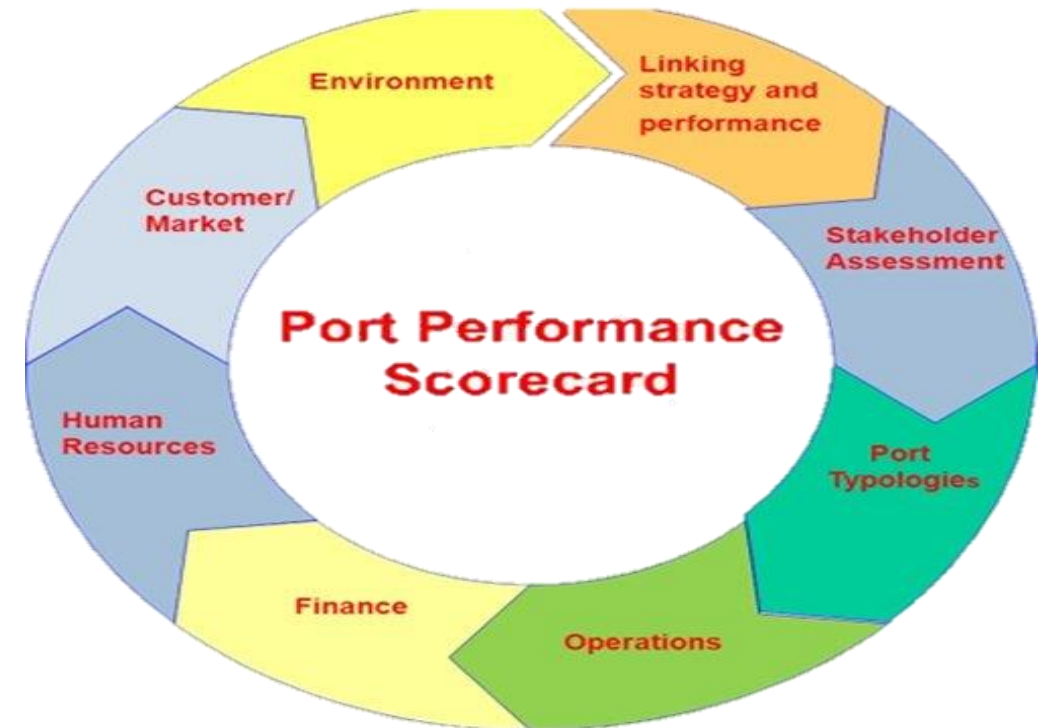 Environment
Linking
strategy and
performance
Customer/
Market
Stakeholder
Assessment
Port Performance
Scorecard
Human
Resources
Port
Typologies
Finance
Operations